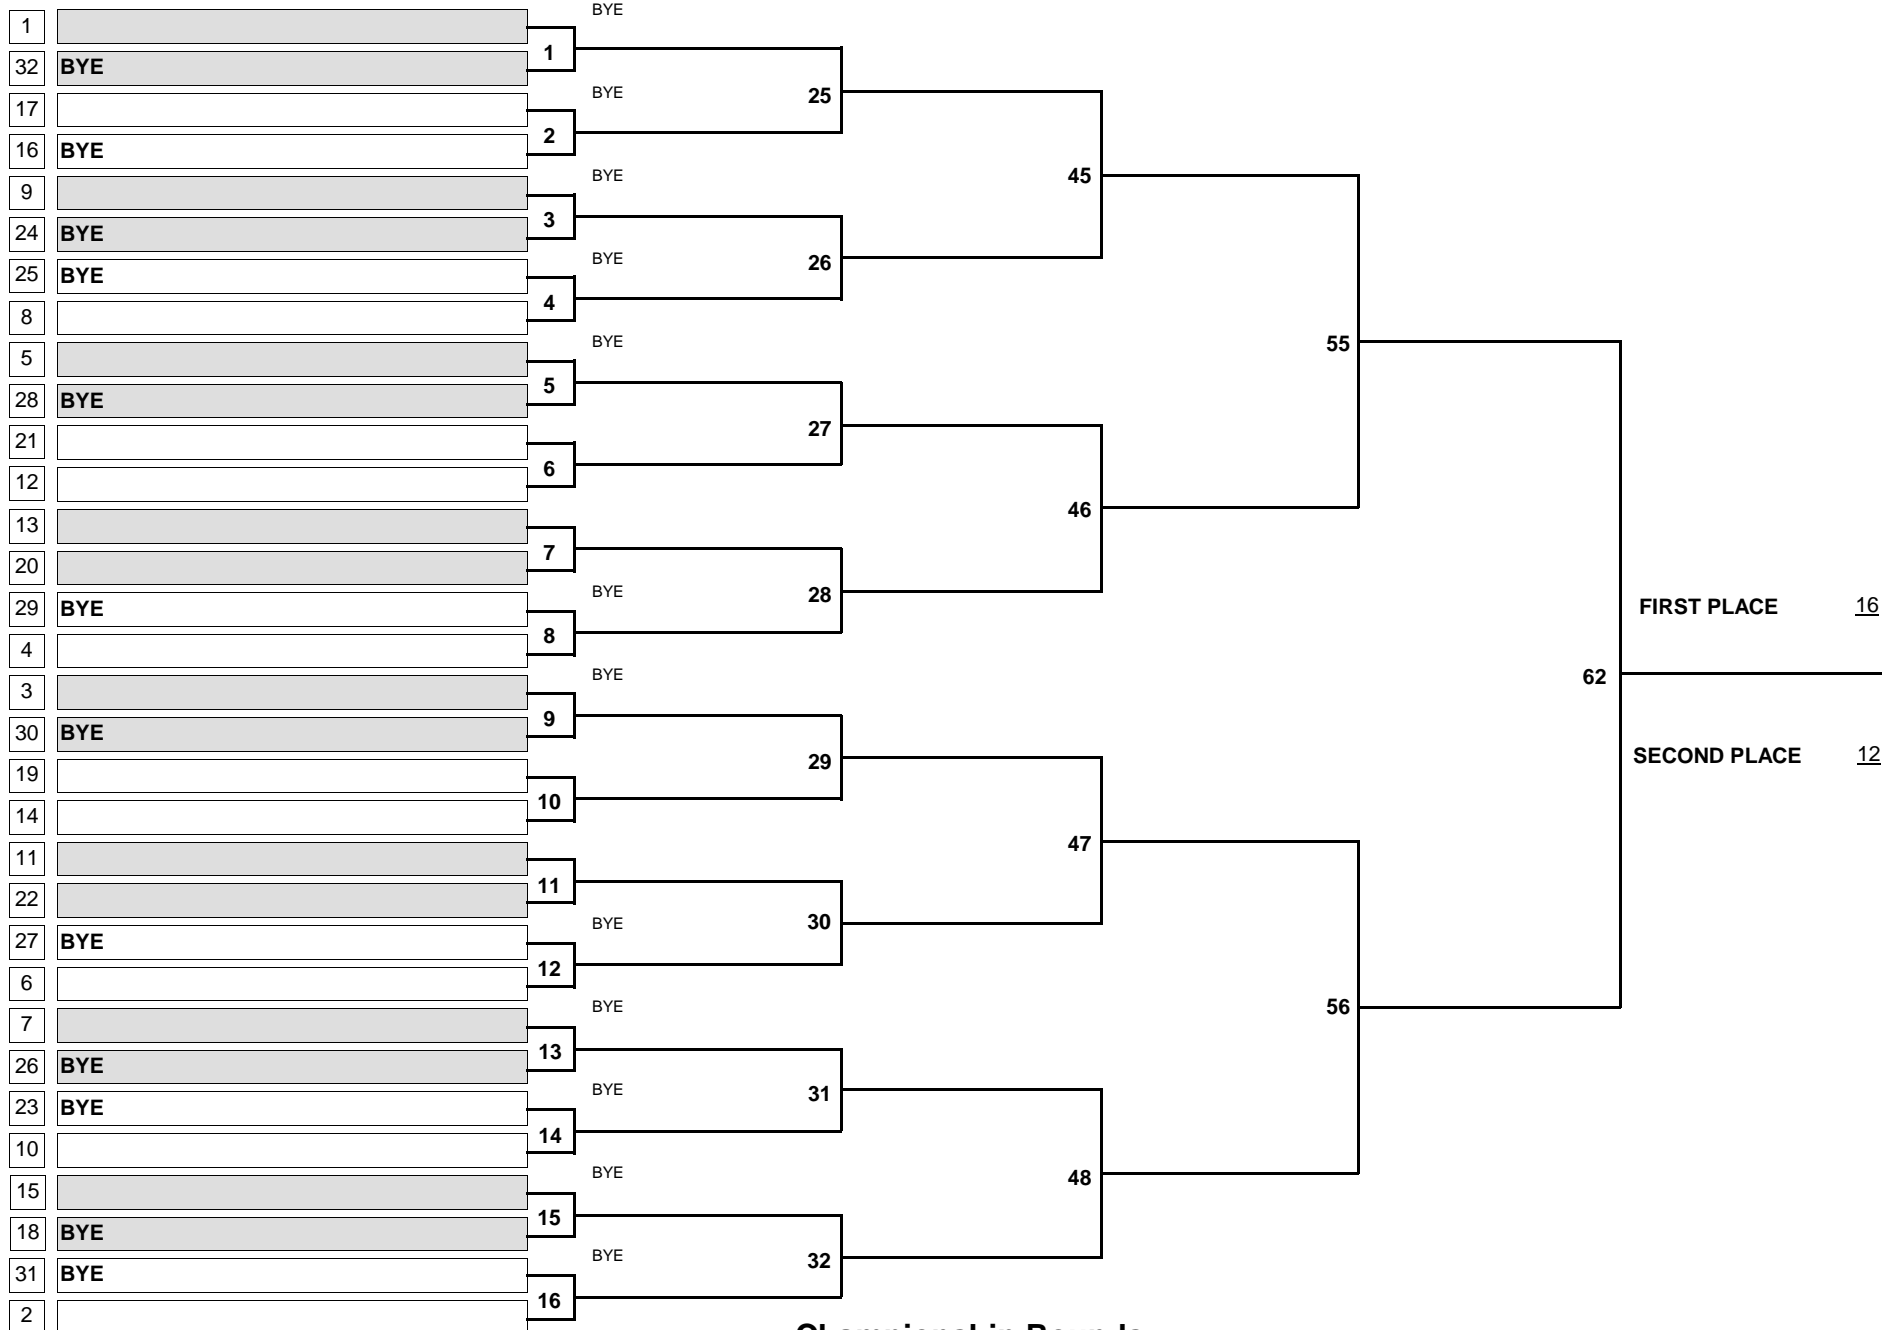 BYE
1
1
32 BYE
BYE
25
17
2
16 BYE
BYE
45
9
3
24 BYE
BYE
26
25 BYE
4
8
BYE
55
5
5
28 BYE
27
21
6
12
46
13
7
20
BYE
28
29 BYE
FIRST PLACE 16
8
4
BYE
62
3
9
30 BYE
SECOND PLACE 12
29
19
10
14
47
11
11
22
BYE
30
27 BYE
12
6
BYE
56
7
13
26 BYE
BYE
31
23 BYE
14
10
BYE
48
15
15
18 BYE
BYE
32
31 BYE
16
2
Championship Rounds